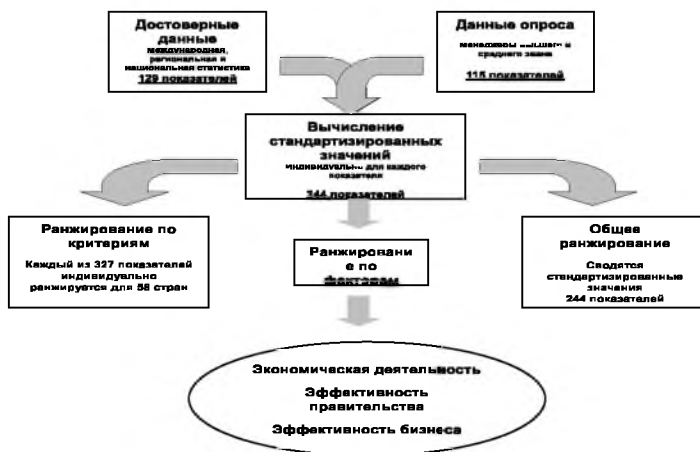 Достоверные
данные
международная,
региональная и
национальная статистика
129 показателей
Данные опроса
менеджеры высшего и
среднего звена
115 показателей
Вычисление
стандартизированных
значений
индивидуально для каждого
показателя
244 показателей
Ранжирование по
критериям
Каждый из 327 показателей
индивидуально
ранжируется для 58 стран
Ранжировани
е по
факторам
Общее
ранжирование
Сводятся
стандартизированные
значения
244 показателей
Экономическая деятельность
Эффективность
правительства
Эффективность бизнеса